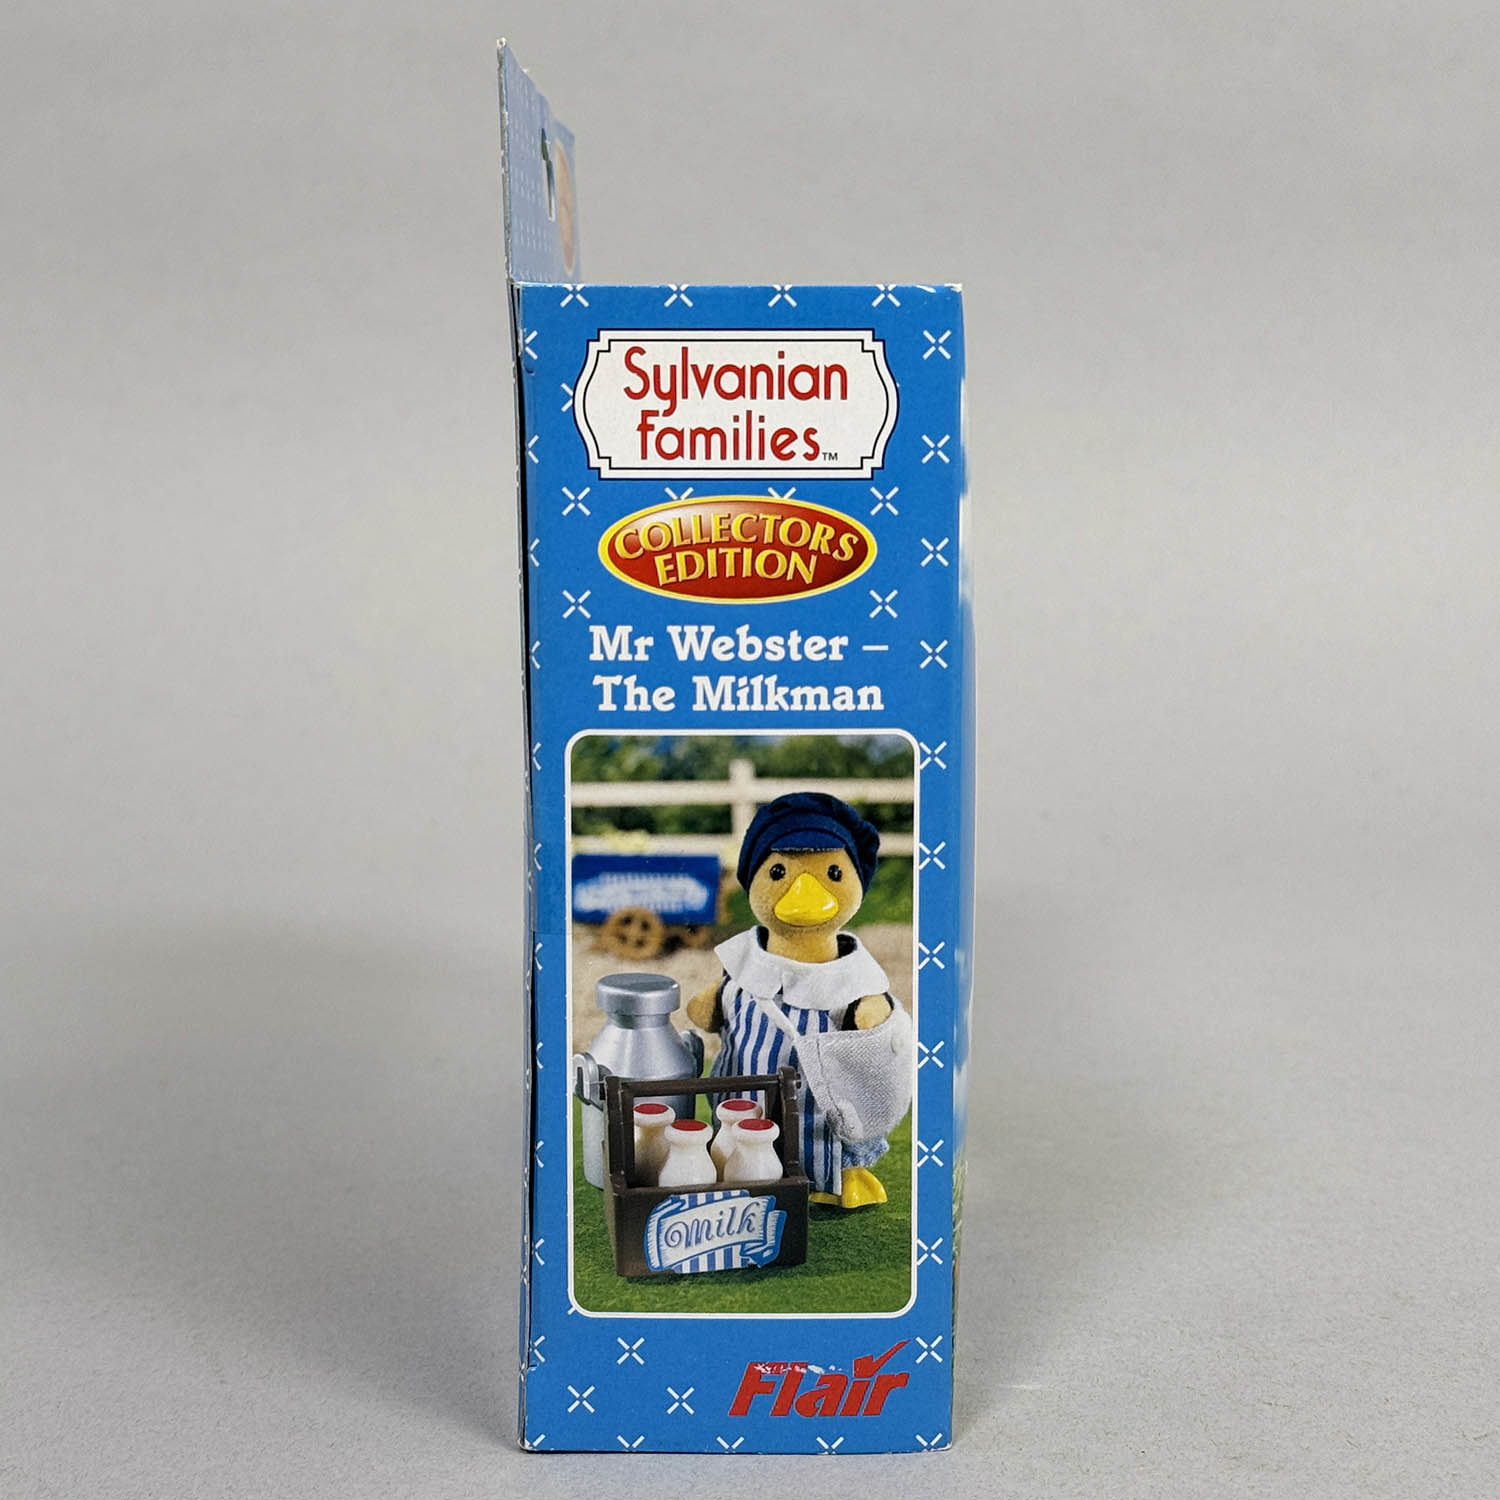 Sylvanian
Families™
COLLECTORS
EDITION
Mr Webster –
The Milkman
Milk
Flair